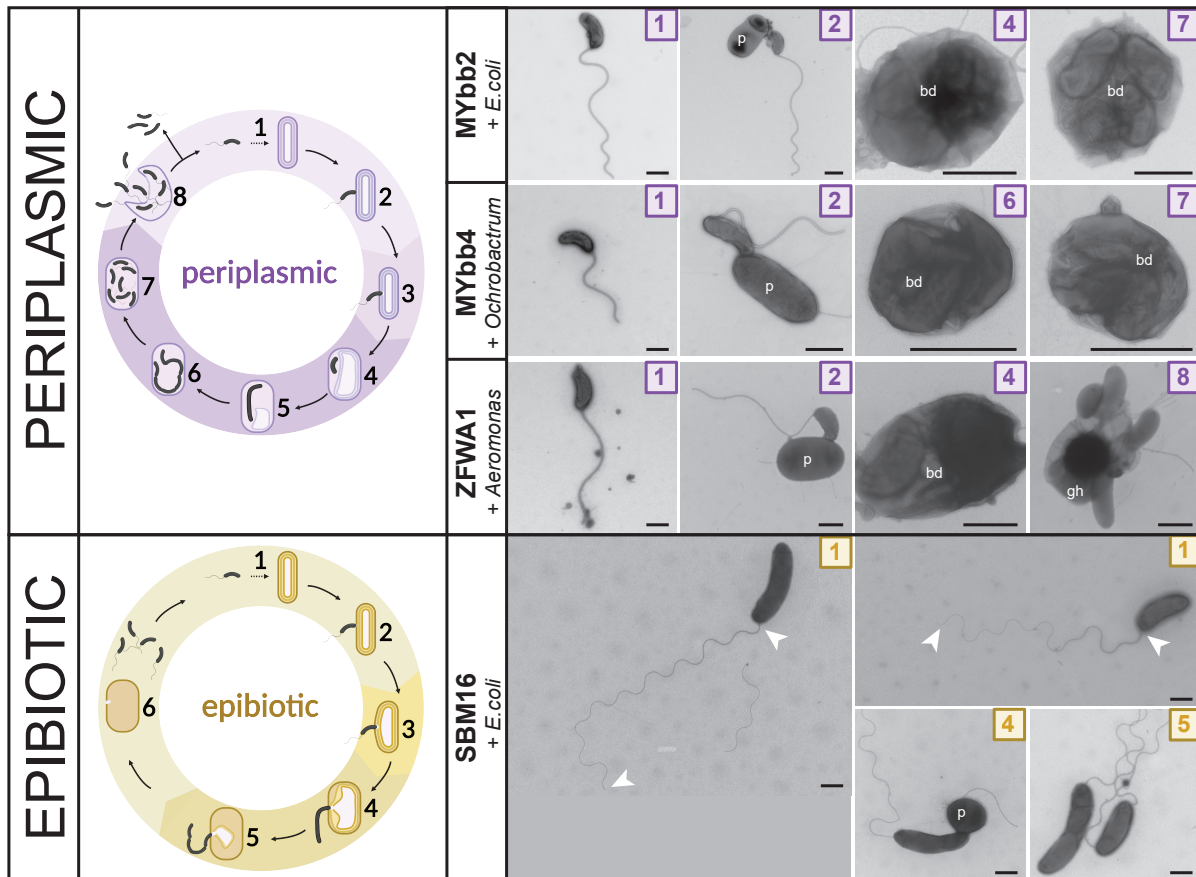 PERIPLASMIC
periplasmic
1
2
3
4
5
6
7
8
MYbb2
+ E.coli
1
p
2
bd
4
bd
7
MYbb4
+ Ochrobactrum
1
p
2
bd
6
bd
7
ZFWA1
+ Aeromonas
1
p
2
bd
4
gh
8
EPIBIOTIC
epibiotic
1
2
3
4
5
6
SBM16
+ E.coli
1
1
p
4
5